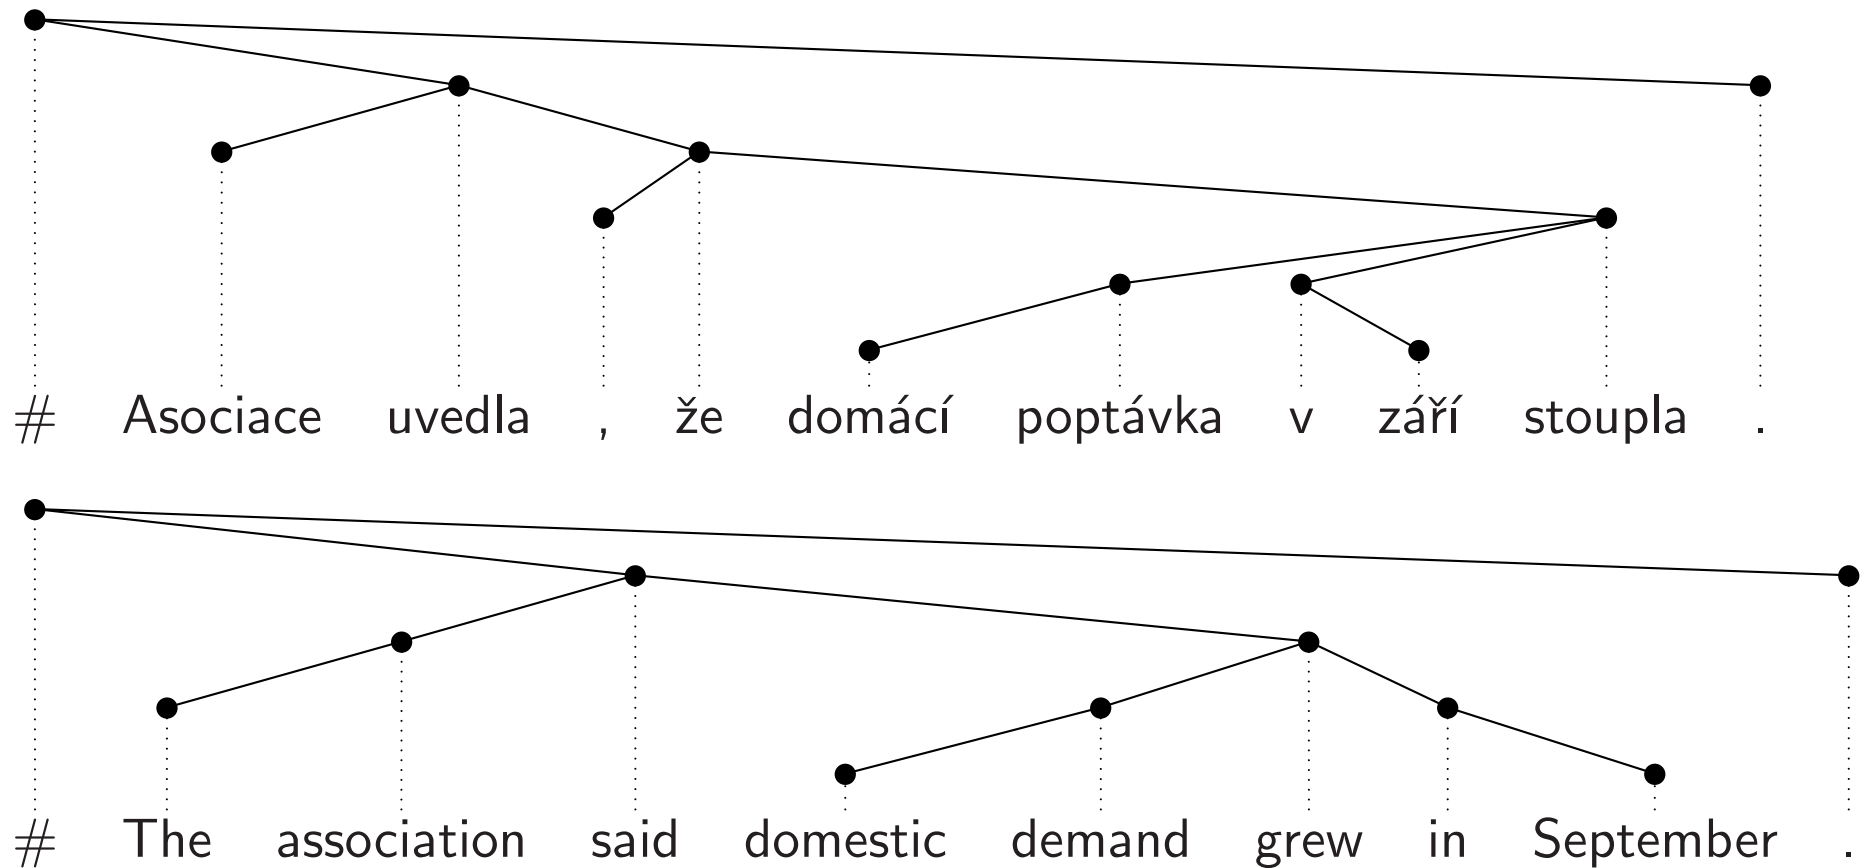 # Asociace uvedla , že domácí poptávka v září stoupla .
# The association said domestic demand grew in September .